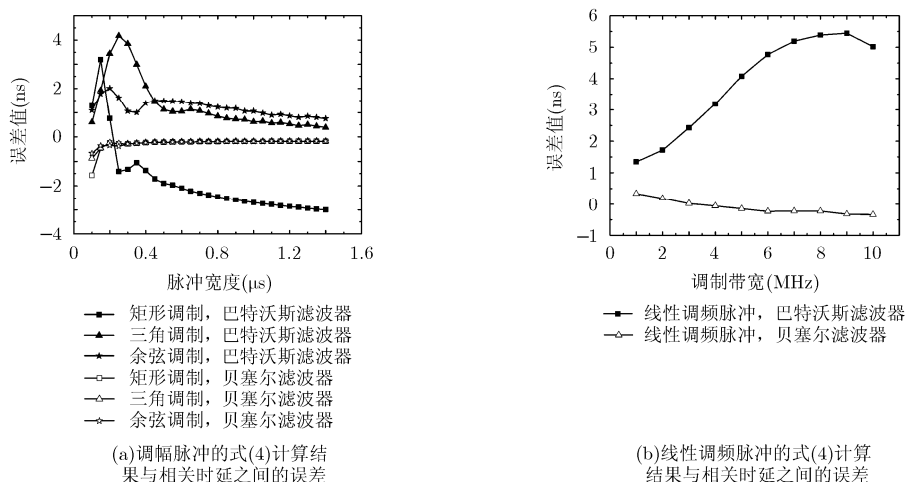 4
2
0
−2
−4
误差值(ns)
0
0.4
0.8
1.2
1.6
脉冲宽度(μs)
矩形调制，巴特沃斯滤波器
三角调制，巴特沃斯滤波器
余弦调制，巴特沃斯滤波器
矩形调制，贝塞尔滤波器
三角调制，贝塞尔滤波器
余弦调制，贝塞尔滤波器
(a)调幅脉冲的式(4)计算结
果与相关时延之间的误差
6
5
4
3
2
1
0
−1
误差值(ns)
0
2
4
6
8
10
调制带宽(MHz)
线性调频脉冲，巴特沃斯滤波器
线性调频脉冲，贝塞尔滤波器
(b)线性调频脉冲的式(4)计算
结果与相关时延之间的误差